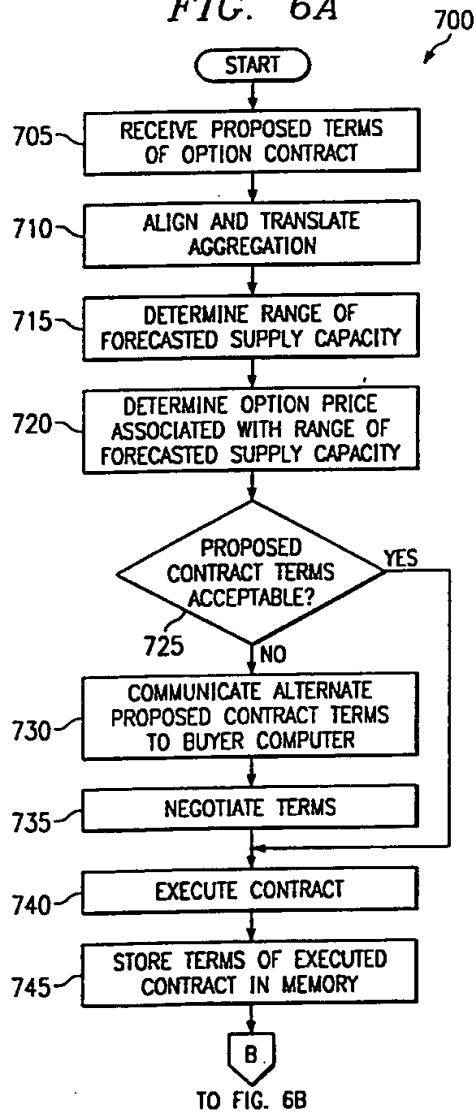 FIG. 6A
700
START
705
RECEIVE PROPOSED TERMS
OF OPTION CONTRACT
710
ALIGN AND TRANSLATE
AGGREGATION
715
DETERMINE RANGE OF
FORECASTED SUPPLY CAPACITY
720
DETERMINE OPTION PRICE
ASSOCIATED WITH RANGE OF
FORECASTED SUPPLY CAPACITY
PROPOSED
CONTRACT TERMS
ACCEPTABLE?
YES
725
NO
730
COMMUNICATE ALTERNATE
PROPOSED CONTRACT TERMS
TO BUYER COMPUTER
735
NEGOTIATE TERMS
740
EXECUTE CONTRACT
745
STORE TERMS OF EXECUTED
CONTRACT IN MEMORY
B
TO FIG. 6B